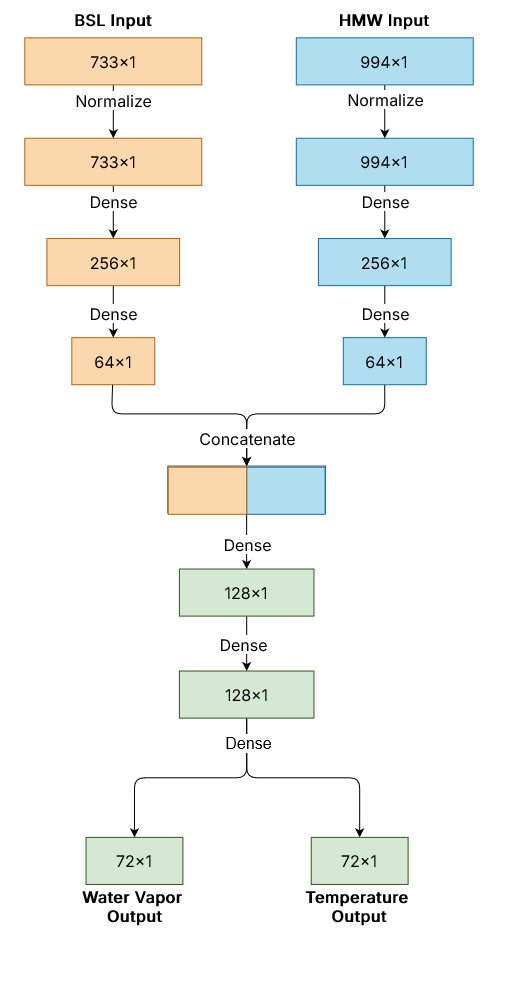 BSL Input
HMW Input
733×1
994×1
Normalize
Normalize
733×1
994×1
Dense
Dense
256×1
256×1
Dense
Dense
64×1
64×1
Concatenate
Dense
128×1
Dense
128×1
Dense
72×1
72×1
Water Vapor
Output
Temperature
Output